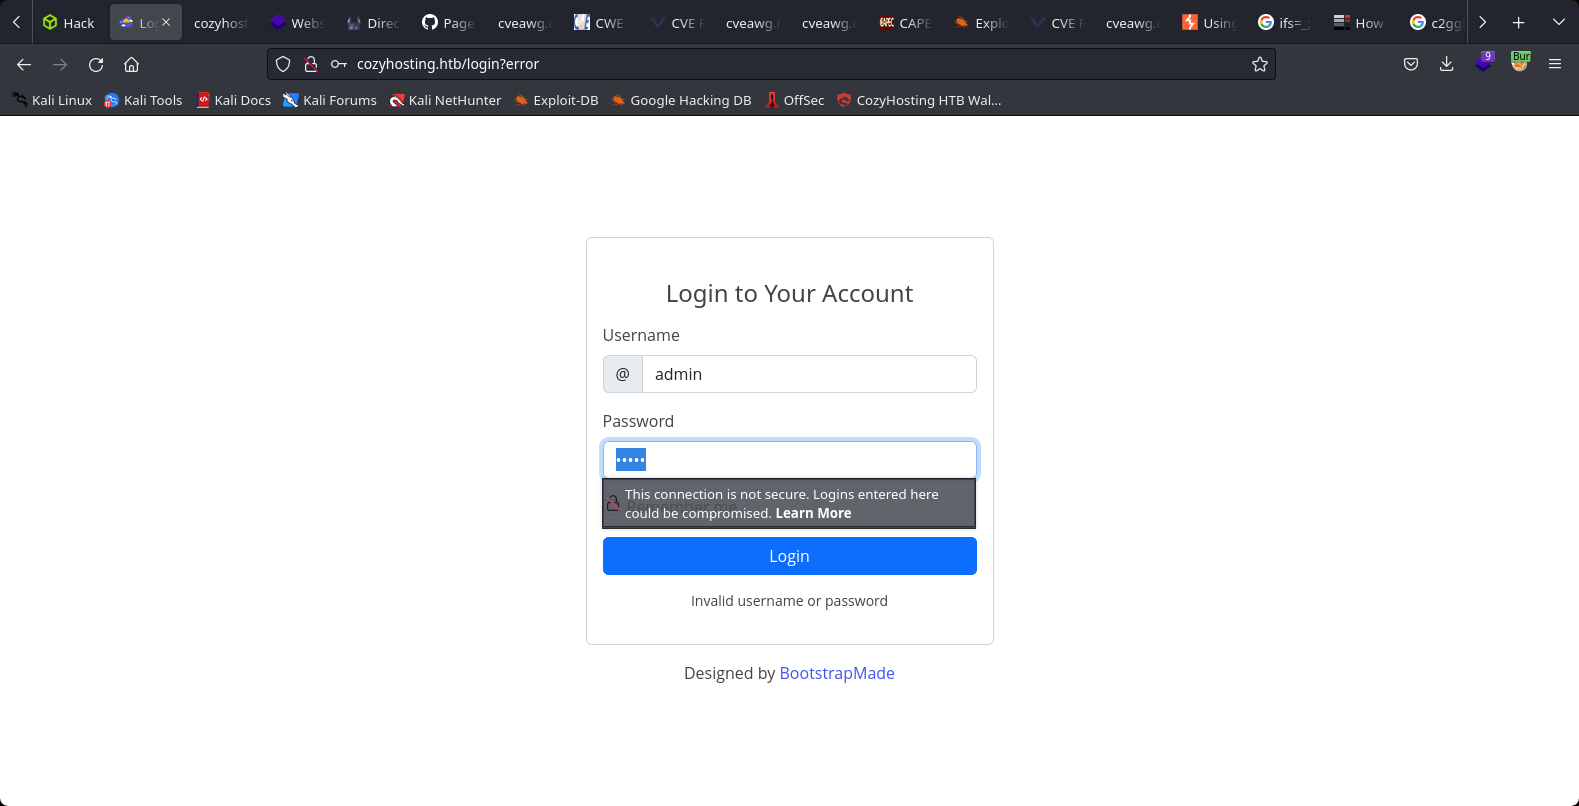 Hack
Lo
cozyhost
Webs
Direc
Page
cveawg.
CWE
CVE
cveawg.
cveawg.
CAPE
Explo
CVE
cveawg.
Using
ifs=_
How
c2gg
cozyhosting.htb/login?error
9
Bur
Kali Linux
Kali Tools
Kali Docs
Kali Forums
Kali NetHunter
Exploit-DB
Google Hacking DB
OffSec
CozyHosting HTB Wal...
Login to Your Account
Username
@ admin
Password
This connection is not secure. Logins entered here
could be compromised. Learn More
Remember me
Login
Invalid username or password
Designed by BootstrapMade